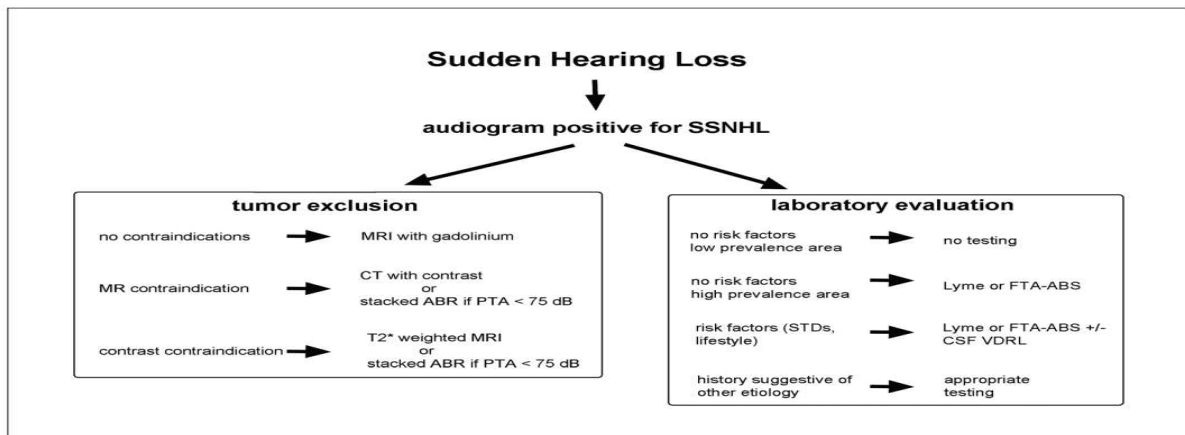 Sudden Hearing Loss
audiogram positive for SSNHL
tumor exclusion
no contraindications
MRI with gadolinium
MR contraindication
CT with contrast
or
stacked ABR if PTA < 75 dB
contrast contraindication
T2* weighted MRI
or
stacked ABR if PTA < 75 dB
laboratory evaluation
no risk factors
low prevalence area
no testing
no risk factors
high prevalence area
Lyme or FTA-ABS
risk factors (STDs,
lifestyle)
Lyme or FTA-ABS +/-
CSF VDRL
history suggestive of
other etiology
appropriate
testing